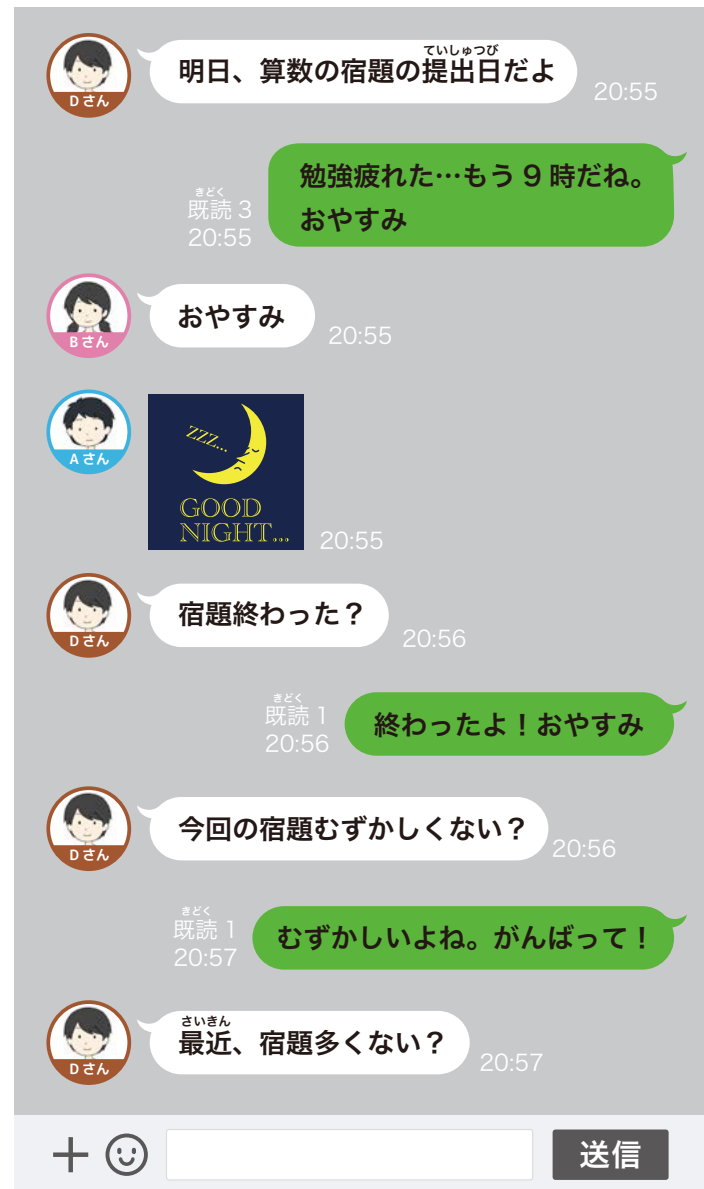 ていしゅつび
明日、算数の宿題の提出日だよ
Dさん
20:55
勉強疲れた…もう9時だね。
おやすみ
きどく
既読 3
20:55
おやすみ
Bさん
20:55
Aさん
ZZZ...
GOOD
NIGHT...
20:55
宿題終わった？
Dさん
20:56
きどく
既読 1
20:56
終わったよ！おやすみ
今回の宿題むずかしくない？
Dさん
20:56
きどく
既読 1
20:57
むずかしいよね。がんばって！
さいきん
最近、宿題多くない？
Dさん
20:57
送信